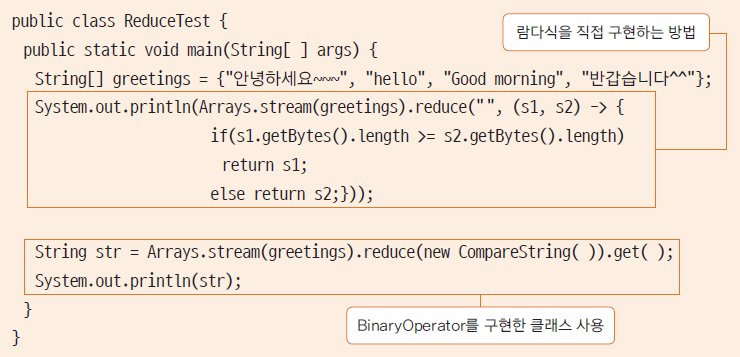 public class ReduceTest {
람다식을 직접 구현하는 방법
public static void main(String[ ] args) {
String[] greetings = {"안녕하세요~~~", "hello", "Good morning", "반갑습니다^^"};
System.out.println(Arrays.stream(greetings).reduce("", (s1, s2) -> {
if(s1.getBytes().length >= s2.getBytes().length)
return s1;
else return s2;}));
String str = Arrays.stream(greetings).reduce(new CompareString( )).get( );
System.out.println(str);
}
BinaryOperator를 구현한 클래스 사용
}